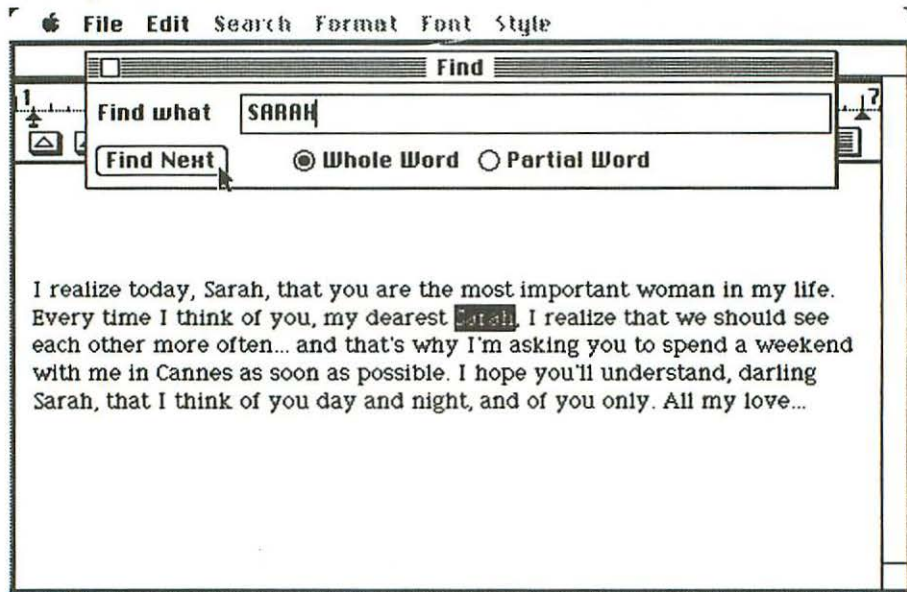 File Edit Search Format Font Style
Find
Find what SARAH
Find Next Whole Word Partial Word
1 7
I realize today, Sarah, that you are the most important woman in my life.
Every time I think of you, my dearest Sarah, I realize that we should see
each other more often... and that's why I'm asking you to spend a weekend
with me in Cannes as soon as possible. I hope you'll understand, darling
Sarah, that I think of you day and night, and of you only. All my love...